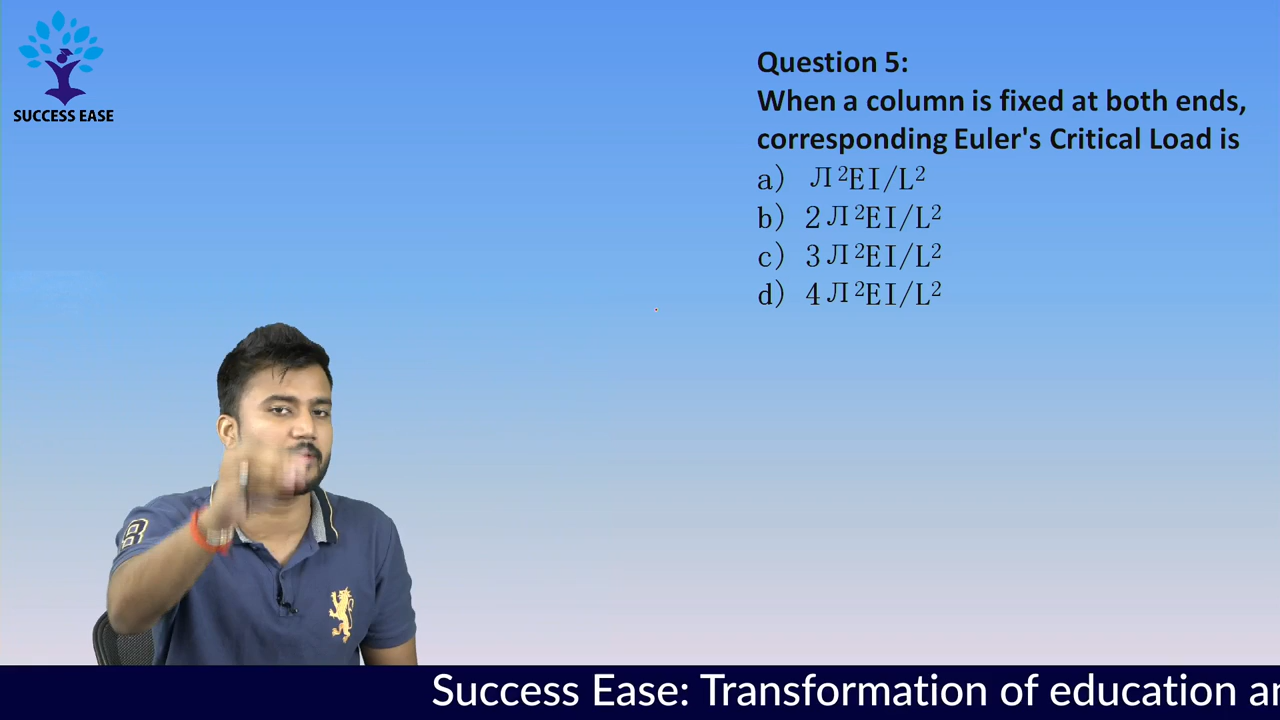 SUCCESS EASE
Question 5:
When a column is fixed at both ends,
corresponding Euler's Critical Load is
a) Л²EI/L²
b) 2Л²EI/L²
c) 3Л²EI/L²
d) 4Л²EI/L²
Success Ease: Transformation of education an